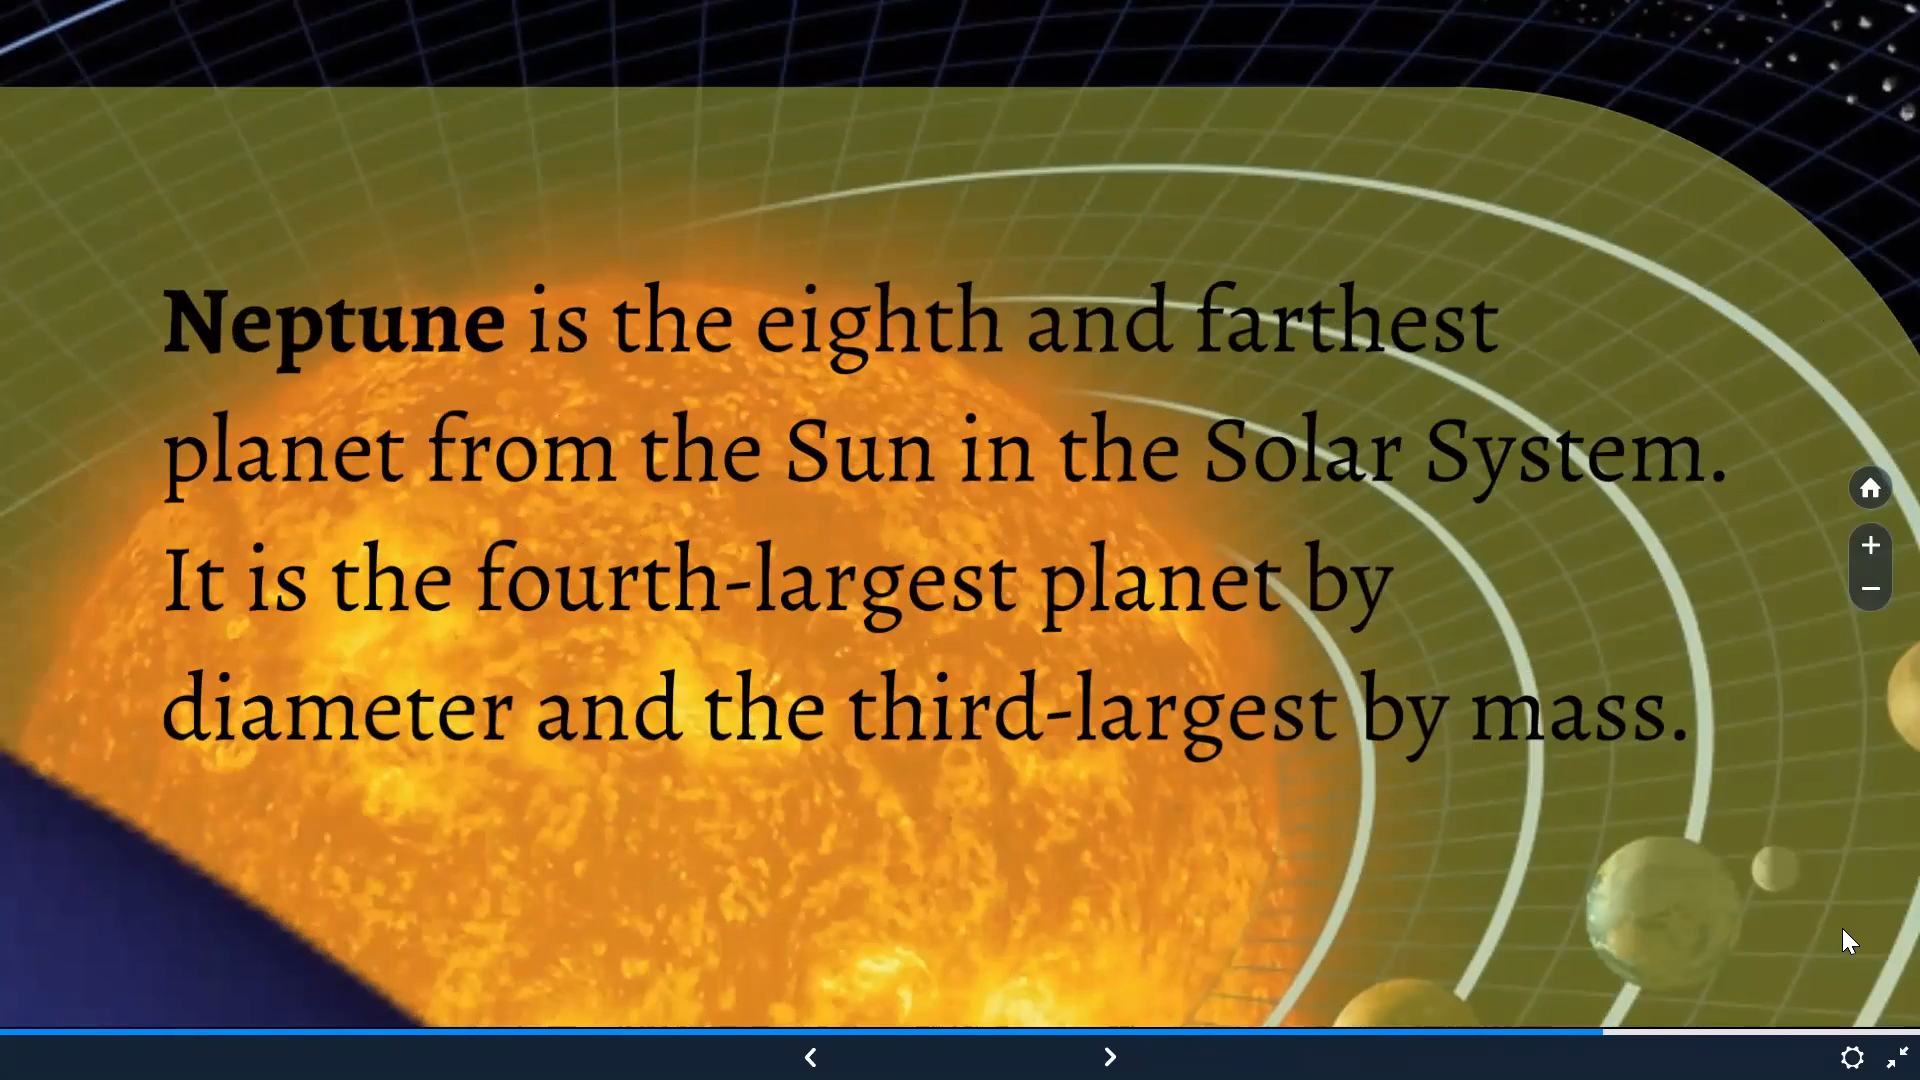 Neptune is the eighth and farthest
planet from the Sun in the Solar System.
It is the fourth-largest planet by
diameter and the third-largest by mass.